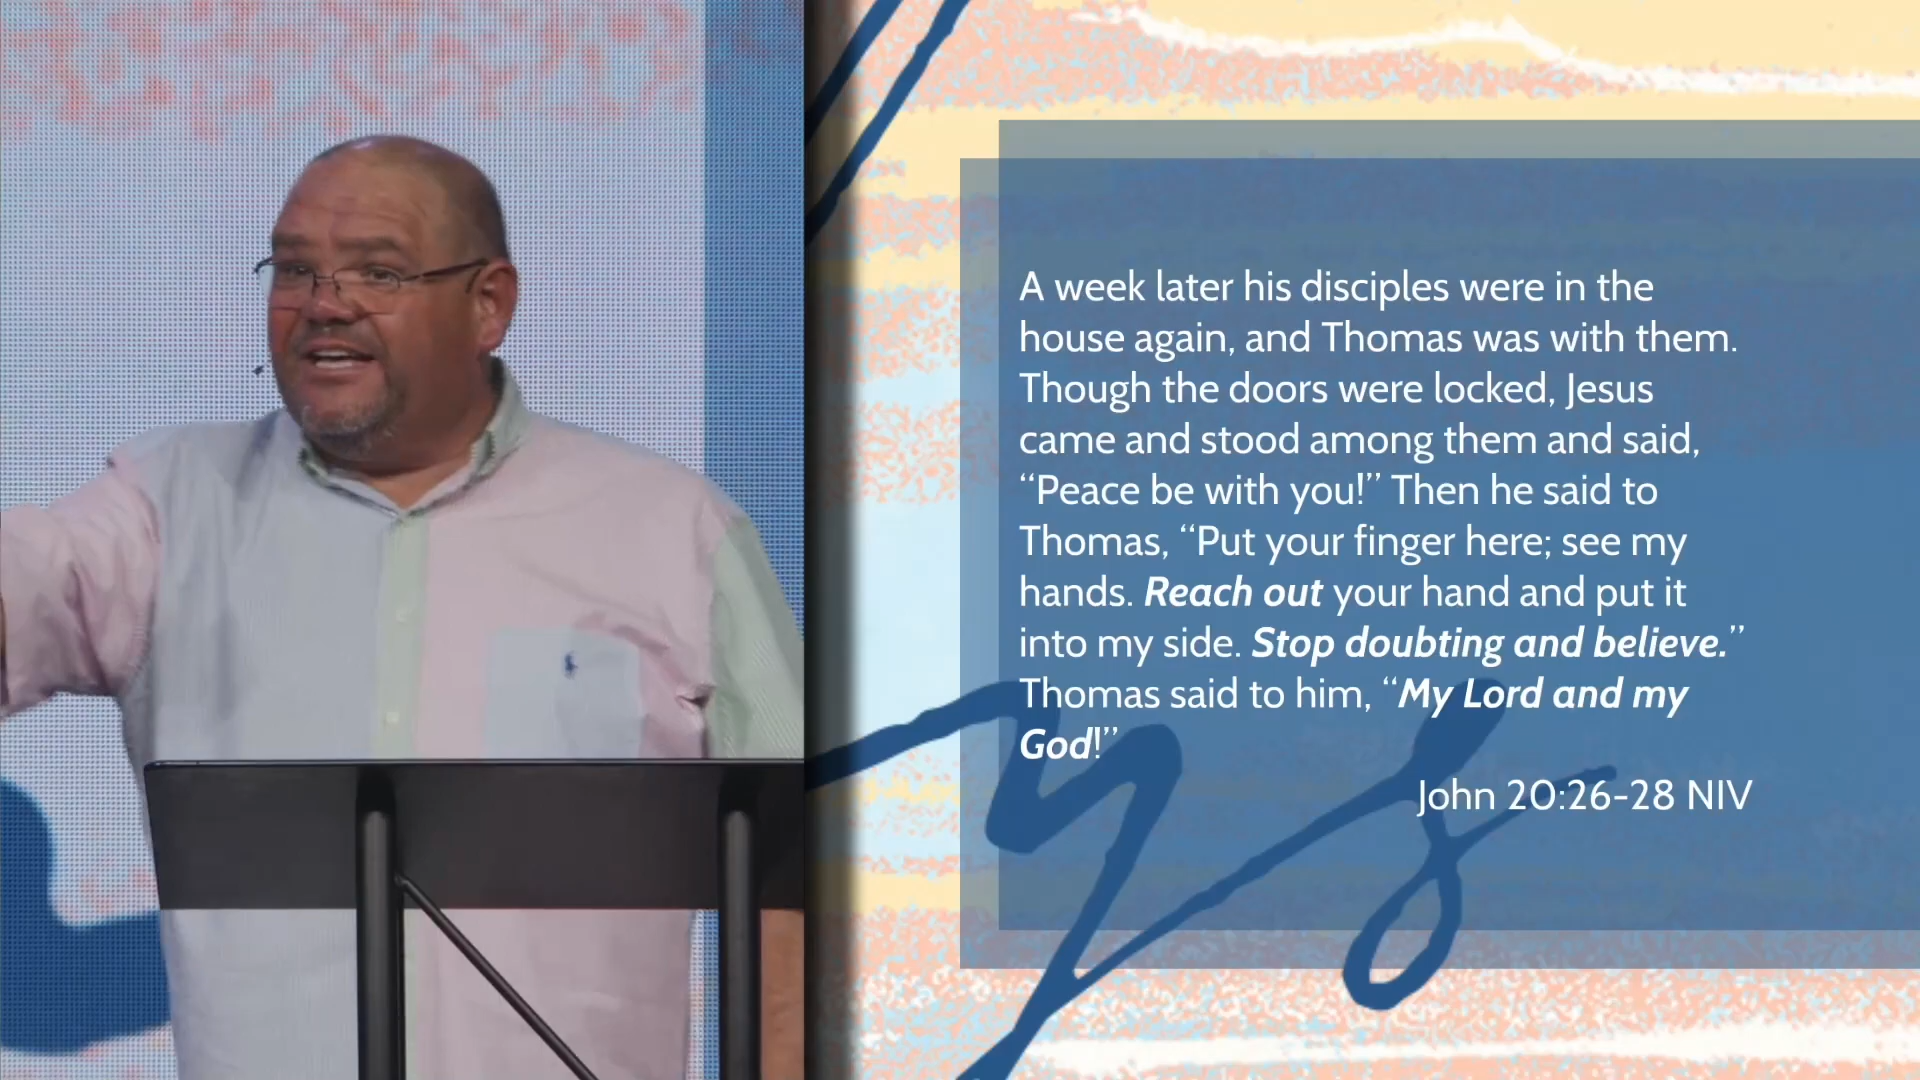 A week later his disciples were in the
house again, and Thomas was with them.
Though the doors were locked, Jesus
came and stood among them and said,
“Peace be with you!” Then he said to
Thomas, “Put your finger here; see my
hands. Reach out your hand and put it
into my side. Stop doubting and believe.”
Thomas said to him, “My Lord and my
God!”
John 20:26-28 NIV